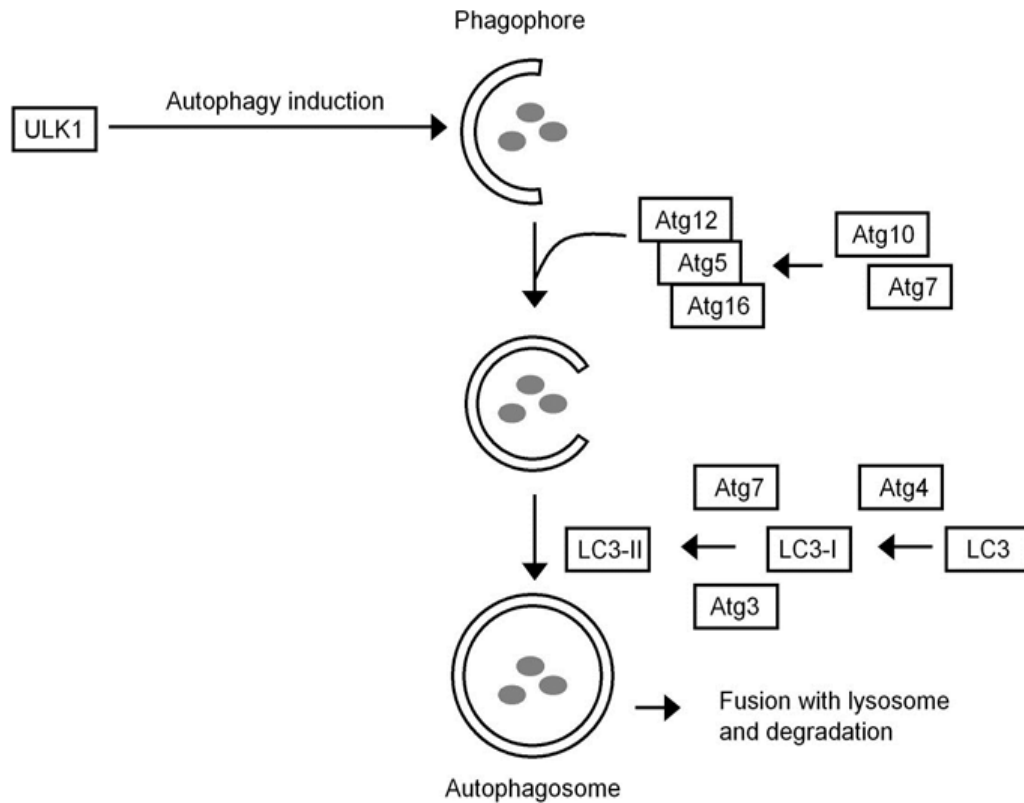 Phagophore
Autophagy induction
ULK1
Atg12
Atg10
Atg5
Atg7
Atg16
Atg7
Atg4
LC3-II
LC3-I
LC3
Atg3
Fusion with lysosome
and degradation
Autophagosome